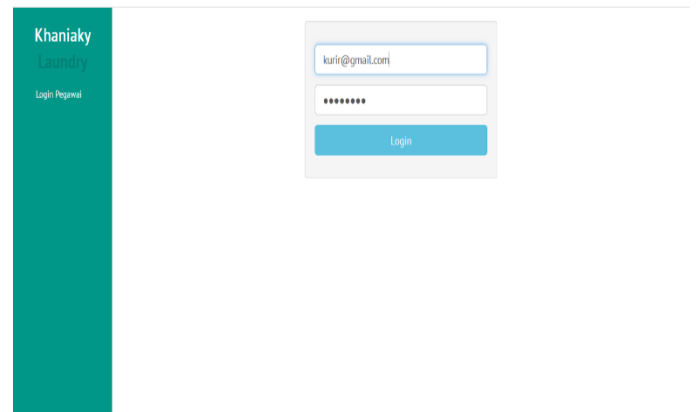 Khaniaky
Laundry
Login Pegawai
kurir@gmail.com
••••••••
Login